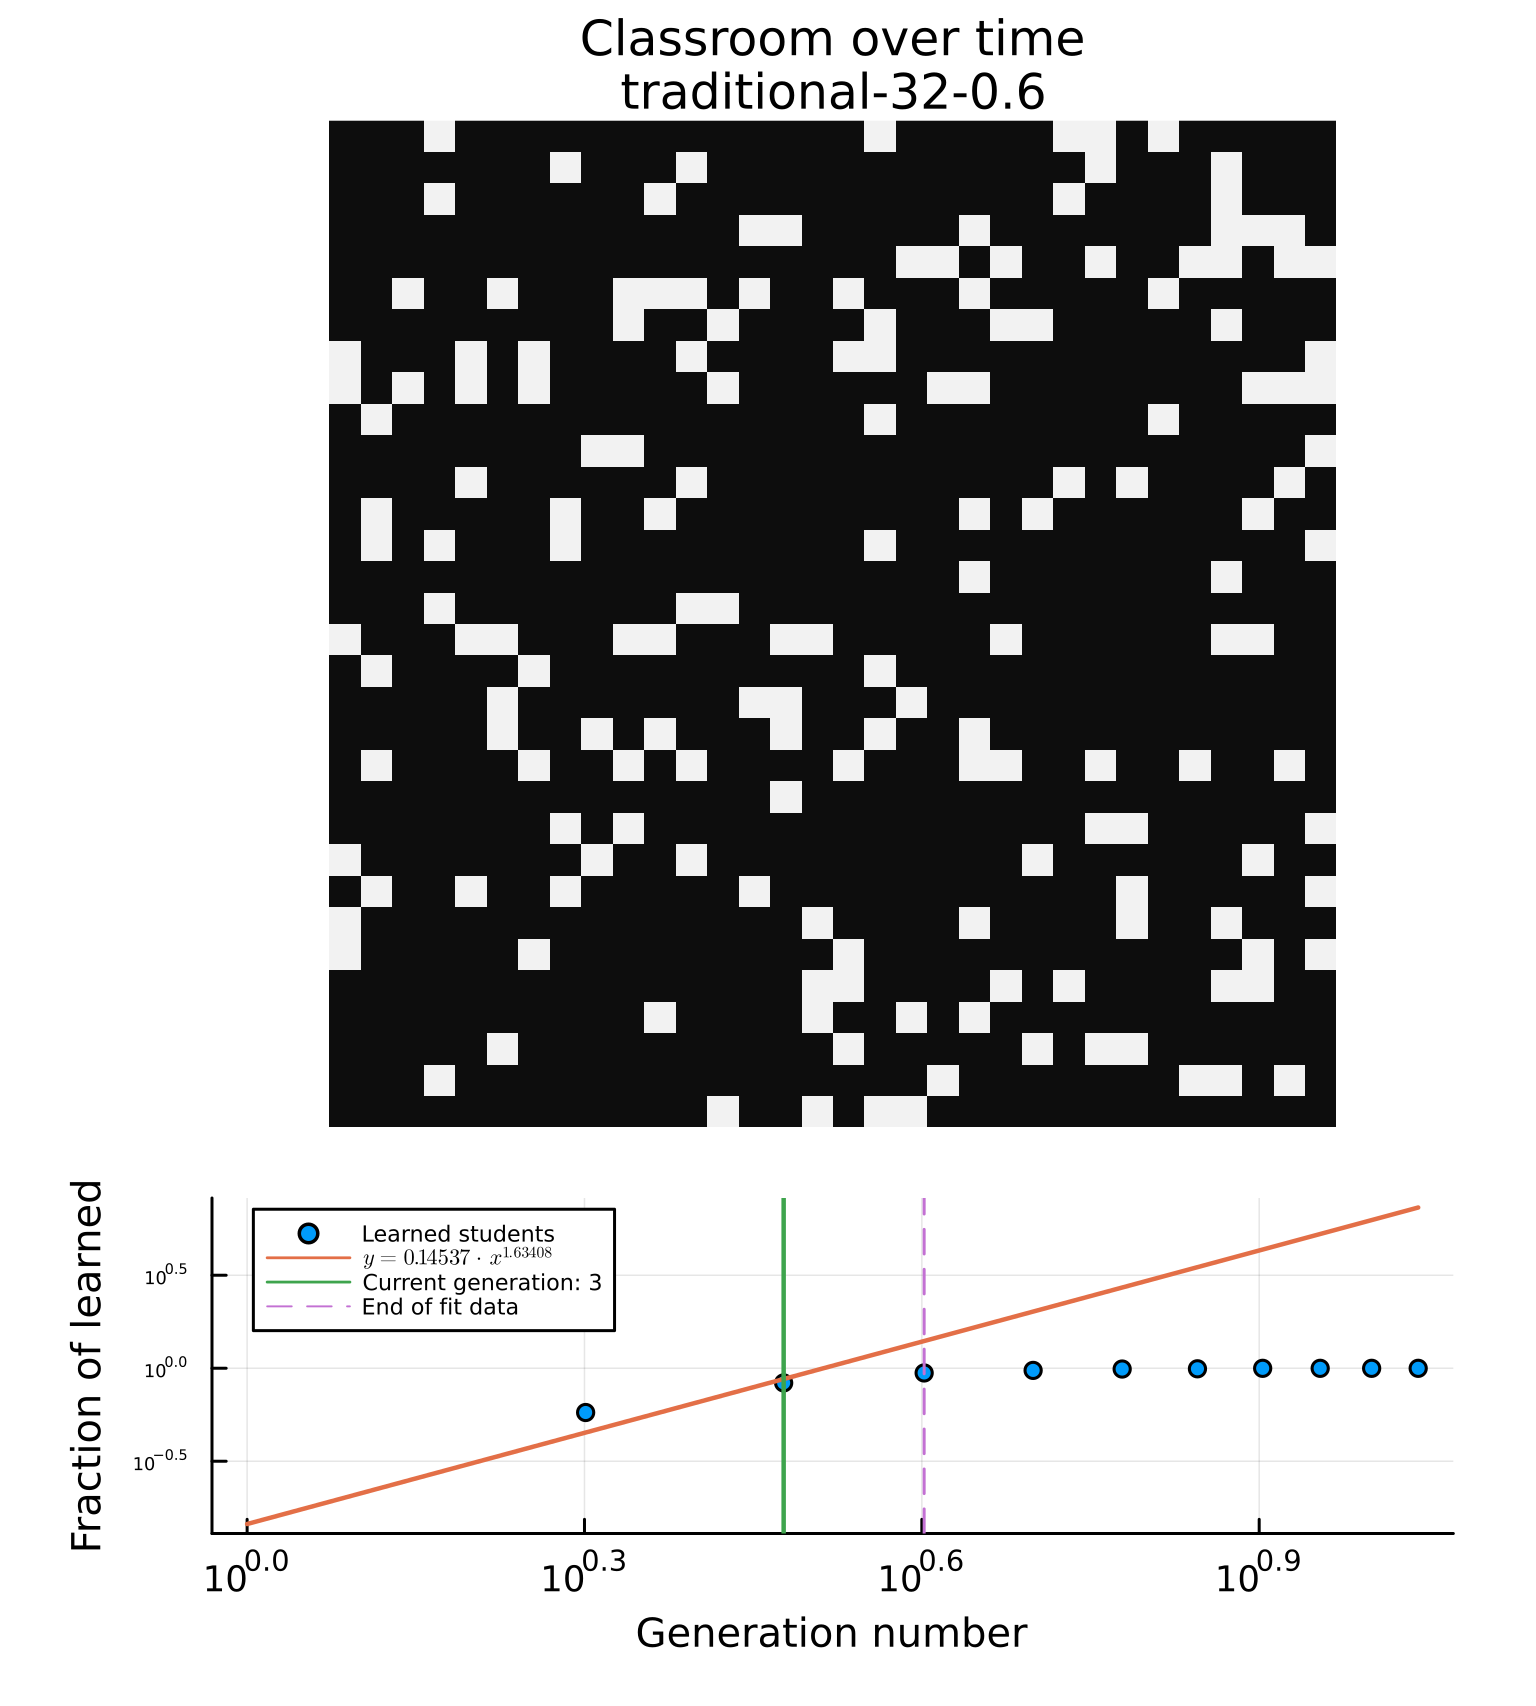 Classroom over time
traditional-32-0.6
Fraction of learned
10^0.5
10^0.0
10^−0.5
Learned students
y = 0.14537 · x^1.63408
Current generation: 3
End of fit data
10^0.0 10^0.3 10^0.6 10^0.9
Generation number